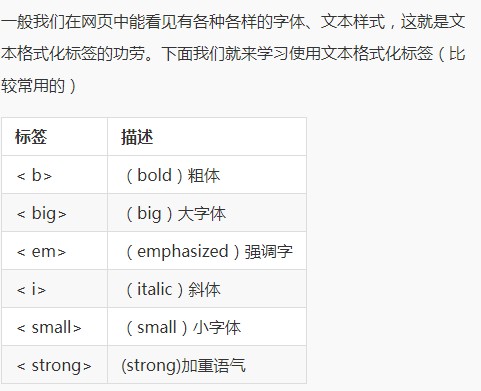 一般我们在网页中能看见有各种各样的字体、文本样式，这就是文
本格式化标签的功劳。下面我们就来学习使用文本格式化标签（比
较常用的）
标签 描述
< b> （bold）粗体
< big> （big）大字体
< em> （emphasized）强调字
< i> （italic）斜体
< small> （small）小字体
< strong> (strong)加重语气